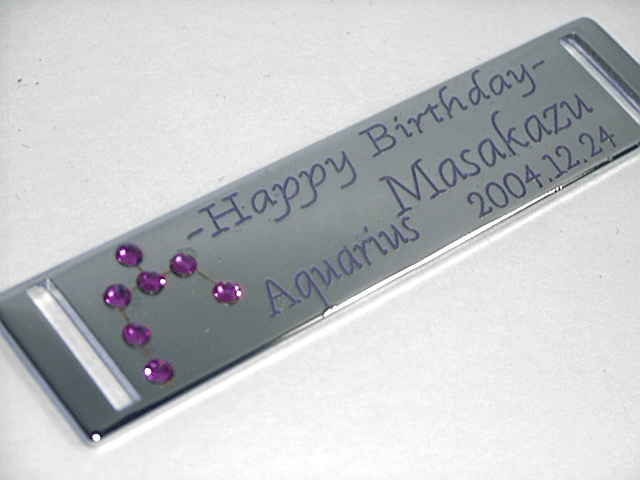 -Happy Birthday-
Masakazu
Aquarius 2004.12.24